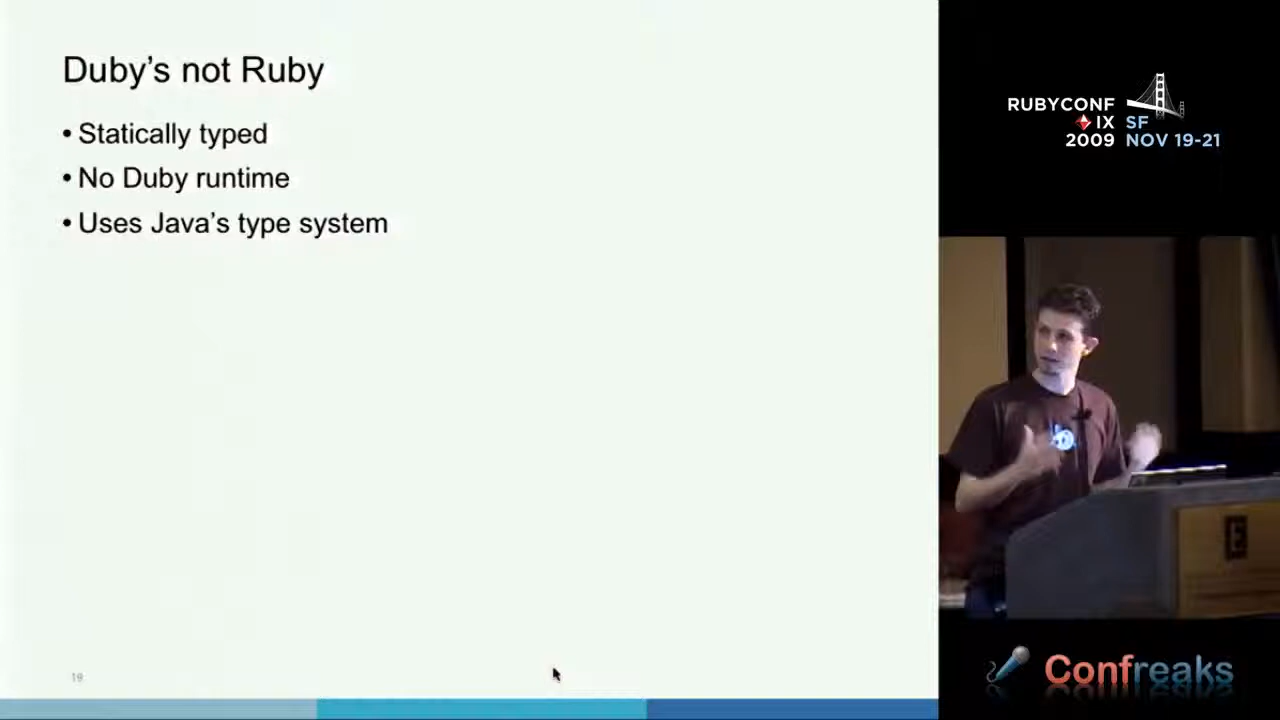 Duby's not Ruby
• Statically typed
• No Duby runtime
• Uses Java's type system
19
RUBYCONF
IX SF
2009 NOV 19-21
Confreaks